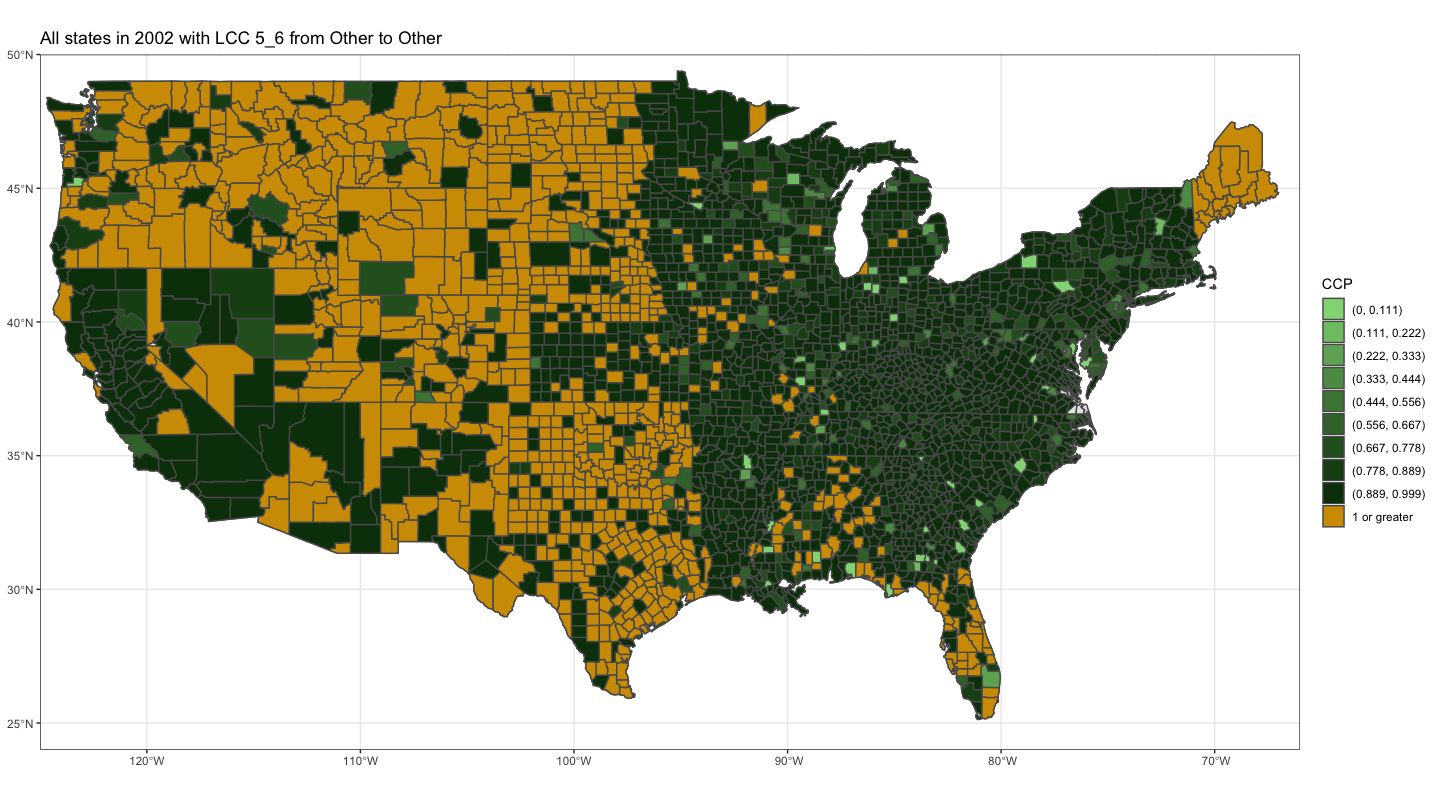 All states in 2002 with LCC 5_6 from Other to Other
50°N
45°N
40°N
35°N
30°N
25°N
120°W
110°W
100°W
90°W
80°W
70°W
CCP
(0, 0.111)
(0.111, 0.222)
(0.222, 0.333)
(0.333, 0.444)
(0.444, 0.556)
(0.556, 0.667)
(0.667, 0.778)
(0.778, 0.889)
(0.889, 0.999)
1 or greater